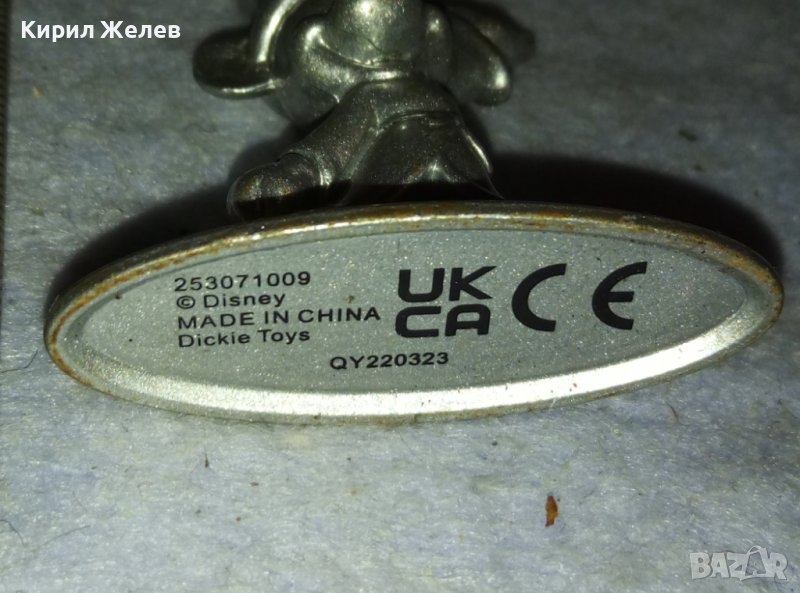 Кирил Желев
253071009
© Disney
MADE IN CHINA
Dickie Toys
UK
CA
CE
QY220323
BAZAR